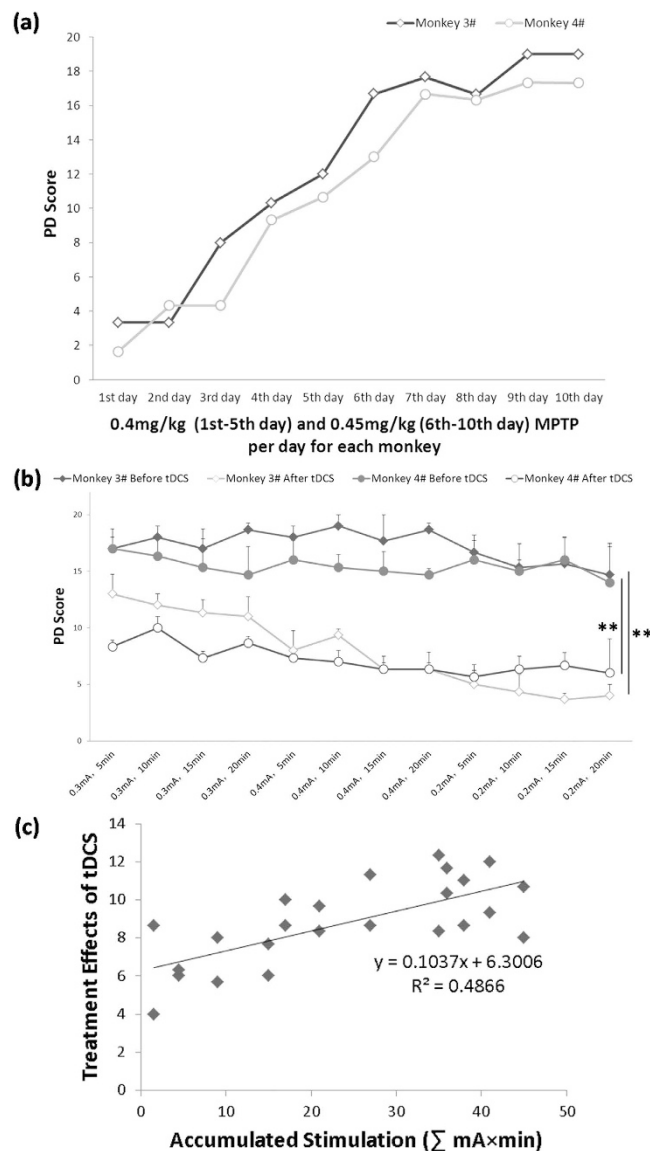 (a)
Monkey 3# Monkey 4#
20
18
16
14
12
10
8
6
4
2
0
PD Score
1st day 2nd day 3rd day 4th day 5th day 6th day 7th day 8th day 9th day 10th day
0.4mg/kg (1st-5th day) and 0.45mg/kg (6th-10th day) MPTP
per day for each monkey
(b)
Monkey 3# Before tDCS Monkey 3# After tDCS Monkey 4# Before tDCS Monkey 4# After tDCS
20
15
10
5
0
PD Score
** **
0.3mA, 5min
0.3mA, 10min
0.3mA, 15min
0.3mA, 20min
0.4mA, 5min
0.4mA, 10min
0.4mA, 15min
0.4mA, 20min
0.2mA, 5min
0.2mA, 10min
0.2mA, 15min
0.2mA, 20min
(c)
14
12
10
8
6
4
2
0
Treatment Effects of tDCS
y = 0.1037x + 6.3006
R² = 0.4866
0 10 20 30 40 50
Accumulated Stimulation (∑ mA×min)